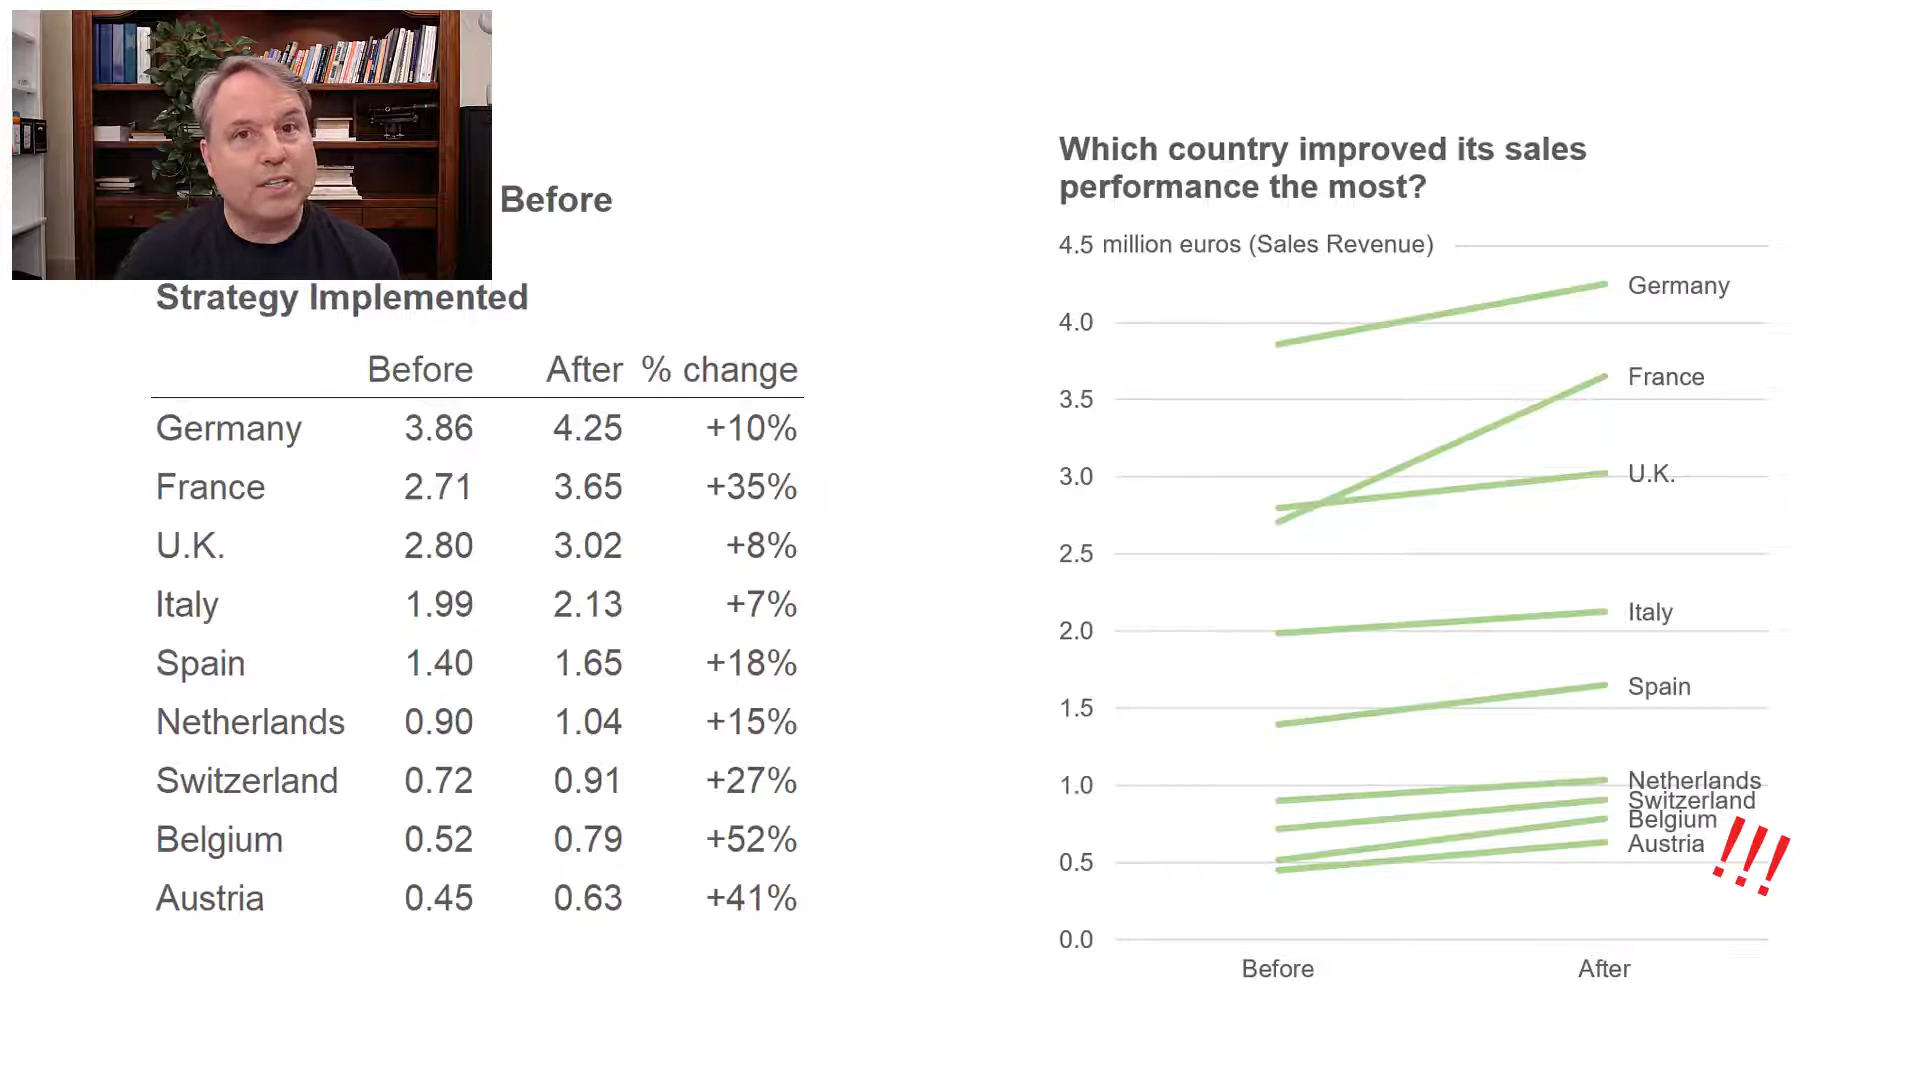 Before
Strategy Implemented
Before After % change
Germany 3.86 4.25 +10%
France 2.71 3.65 +35%
U.K. 2.80 3.02 +8%
Italy 1.99 2.13 +7%
Spain 1.40 1.65 +18%
Netherlands 0.90 1.04 +15%
Switzerland 0.72 0.91 +27%
Belgium 0.52 0.79 +52%
Austria 0.45 0.63 +41%
Which country improved its sales
performance the most?
4.5 million euros (Sales Revenue)
Germany
4.0
France
3.5
3.0 U.K.
2.5
Italy
2.0
Spain
1.5
1.0 Netherlands
Switzerland
Belgium
Austria !!!
0.5
0.0
Before After